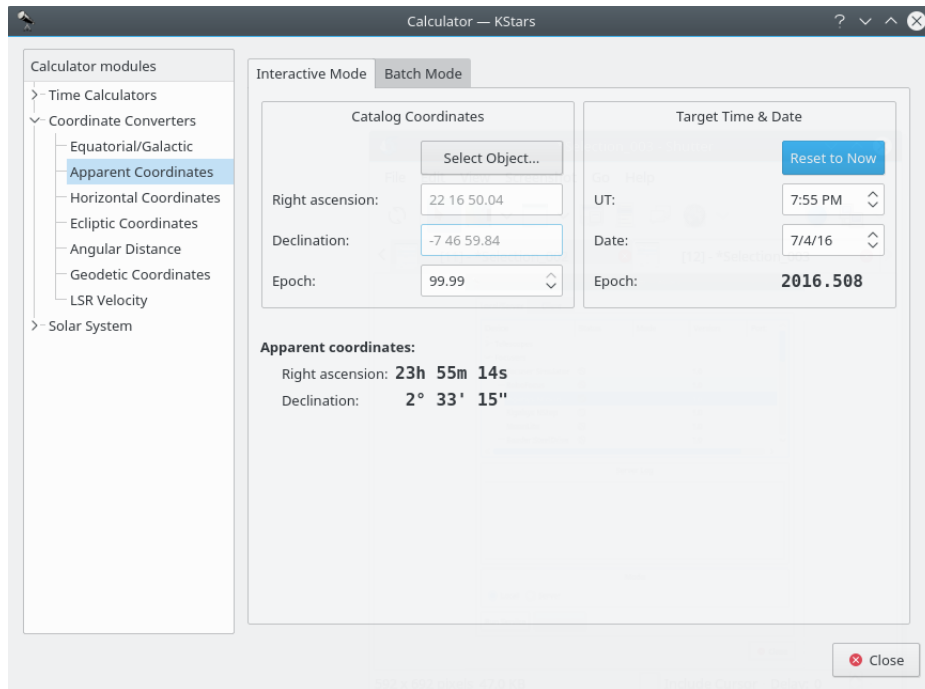 Calculator — KStars
Calculator modules
Time Calculators
Coordinate Converters
Equatorial/Galactic
Apparent Coordinates
Horizontal Coordinates
Ecliptic Coordinates
Angular Distance
Geodetic Coordinates
LSR Velocity
Solar System
Interactive Mode
Batch Mode
Catalog Coordinates
Select Object...
Right ascension: 22 16 50.04
Declination: -7 46 59.84
Epoch: 99.99
Target Time & Date
Reset to Now
UT: 7:55 PM
Date: 7/4/16
Epoch: 2016.508
Apparent coordinates:
Right ascension: 23h 55m 14s
Declination: 2° 33' 15"
Close